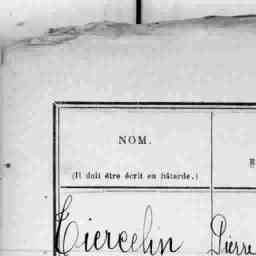 NOM.
(Il doit être écrit en bâtarde.)
Tiercelin Pierre